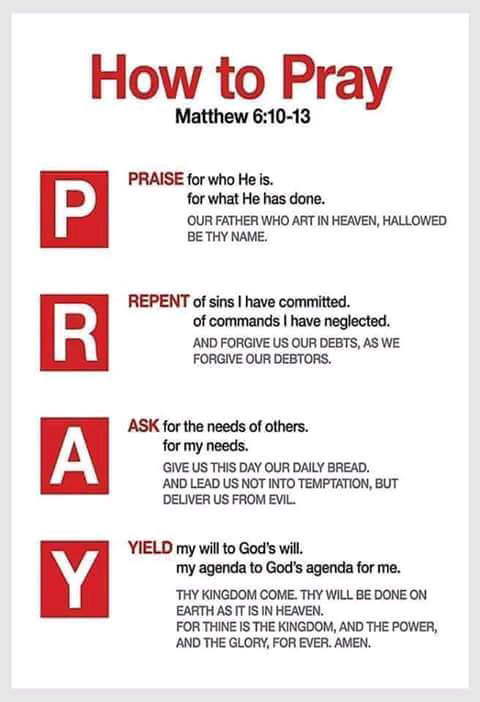 How to Pray
Matthew 6:10-13
P
PRAISE for who He is.
for what He has done.
OUR FATHER WHO ART IN HEAVEN, HALLOWED
BE THY NAME.
R
REPENT of sins I have committed.
of commands I have neglected.
AND FORGIVE US OUR DEBTS, AS WE
FORGIVE OUR DEBTORS.
A
ASK for the needs of others.
for my needs.
GIVE US THIS DAY OUR DAILY BREAD.
AND LEAD US NOT INTO TEMPTATION, BUT
DELIVER US FROM EVIL.
Y
YIELD my will to God's will.
my agenda to God's agenda for me.
THY KINGDOM COME. THY WILL BE DONE ON
EARTH AS IT IS IN HEAVEN.
FOR THINE IS THE KINGDOM, AND THE POWER,
AND THE GLORY, FOR EVER. AMEN.